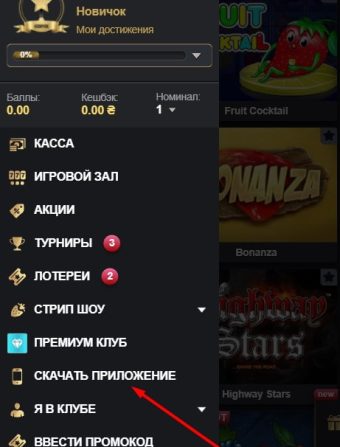 Новичок
Мои достижения
0%
Баллы: Кешбэк: Номинал:
0.00 0.00 ₴ 1
КАССА
ИГРОВОЙ ЗАЛ
АКЦИИ
ТУРНИРЫ 3
ЛОТЕРЕИ 2
СТРИП ШОУ
ПРЕМИУМ КЛУБ
СКАЧАТЬ ПРИЛОЖЕНИЕ
Я В КЛУБЕ
ВВЕСТИ ПРОМОКОД
FRUIT
COCKTAIL
Fruit Cocktail
BONANZA
Bonanza
Highway
Stars
Highway Stars
new